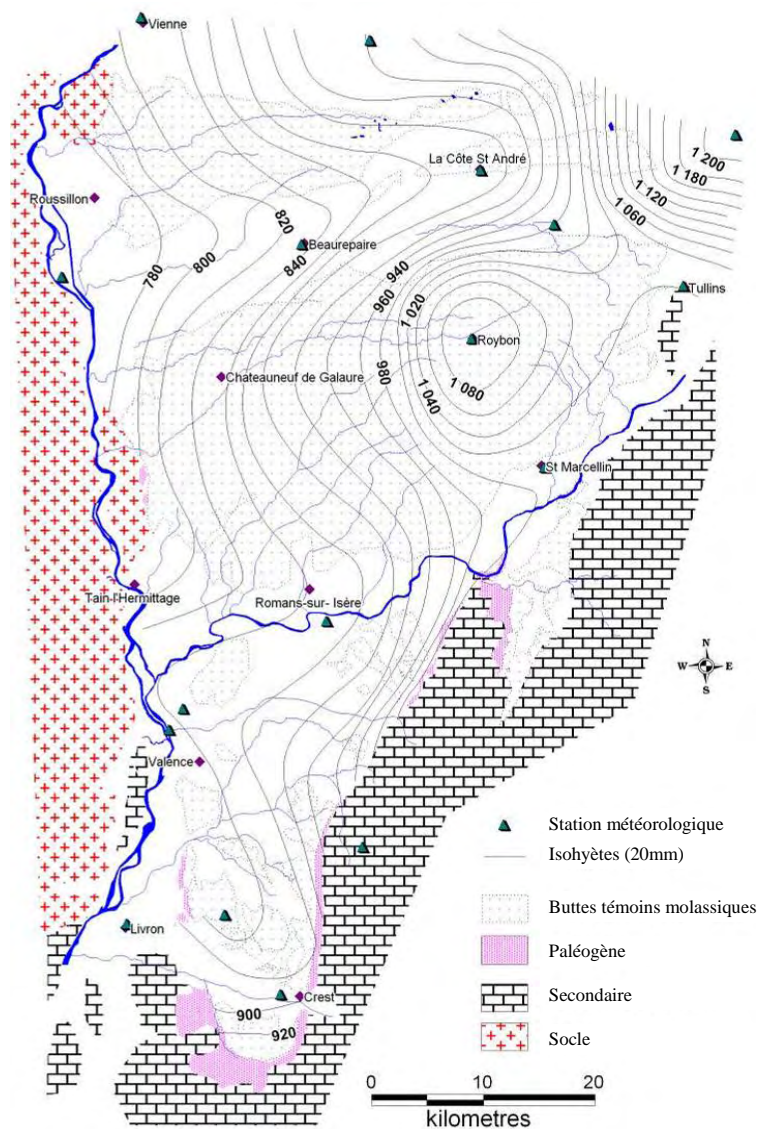 Vienne
La Côte St André
1 200
1 180
1 120
1 060
Roussillon
820
Beaurepaire
800
840
780
940
960
1 020
Tullins
Roybon
980
Chateauneuf de Galaure
1 080
1 040
St Marcellin
Tain-l'Hermittage
Romans-sur- Isère
N
W E
S
Valence
Station météorologique
Isohyètes (20mm)
Buttes témoins molassiques
Livron
Paléogène
Crest
Secondaire
900
920
Socle
0 10 20
kilometres